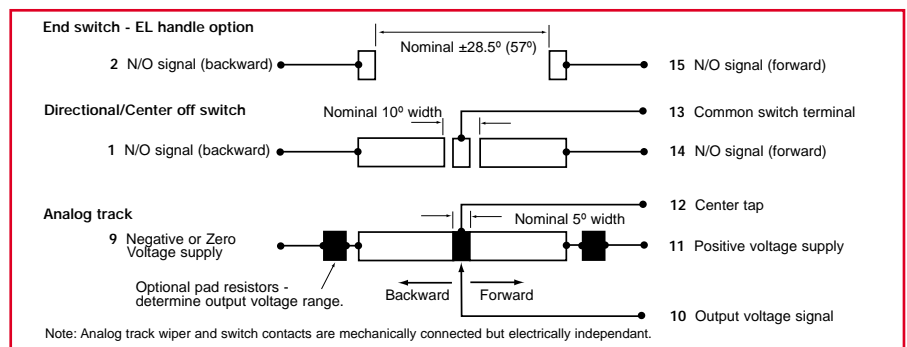 End switch - EL handle option
Nominal ±28.5º (57º)
2 N/O signal (backward)
15 N/O signal (forward)
Directional/Center off switch
Nominal 10º width
13 Common switch terminal
1 N/O signal (backward)
14 N/O signal (forward)
12 Center tap
Analog track
Nominal 5º width
9 Negative or Zero
Voltage supply
11 Positive voltage supply
Optional pad resistors -
determine output voltage range.
Backward
Forward
10 Output voltage signal
Note: Analog track wiper and switch contacts are mechanically connected but electrically independant.